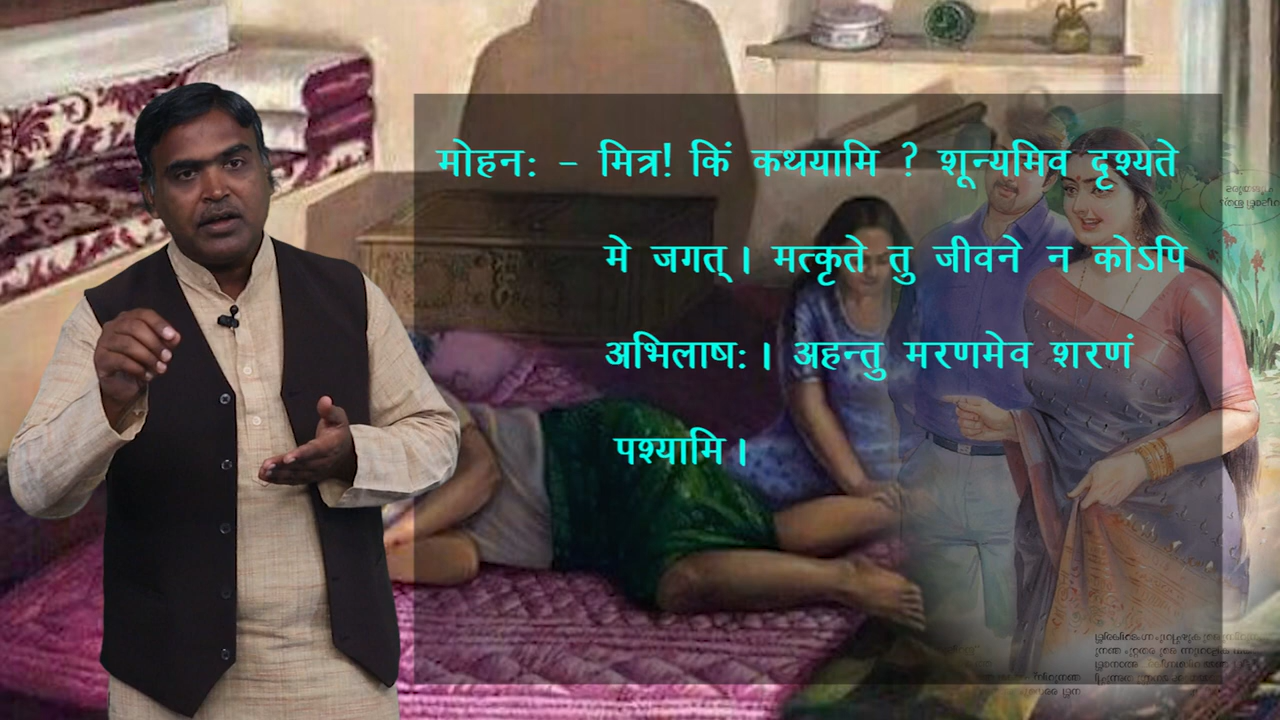 मोहनः – मित्र! किं कथयामि ? शून्यमिव दृश्यते
मे जगत् । मत्कृते तु जीवने न कोऽपि
अभिलाषः । अहन्तु मरणमेव शरणं
पश्यामि ।